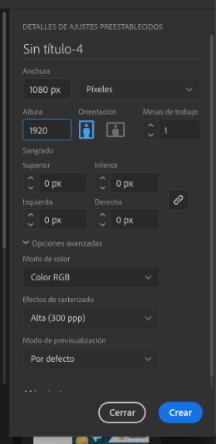 DETALLES DE AJUSTES PREESTABLECIDOS
Sin título-4
Anchura
1080 px Píxeles
Altura Orientación Mesas de trabajo
1920 1
Sangrado
Superior Inferior
0 px 0 px
Izquierda Derecha
0 px 0 px
Opciones avanzadas
Modo de color
Color RGB
Efectos de rasterizado
Alta (300 ppp)
Modo de previsualización
Por defecto
Cerrar Crear